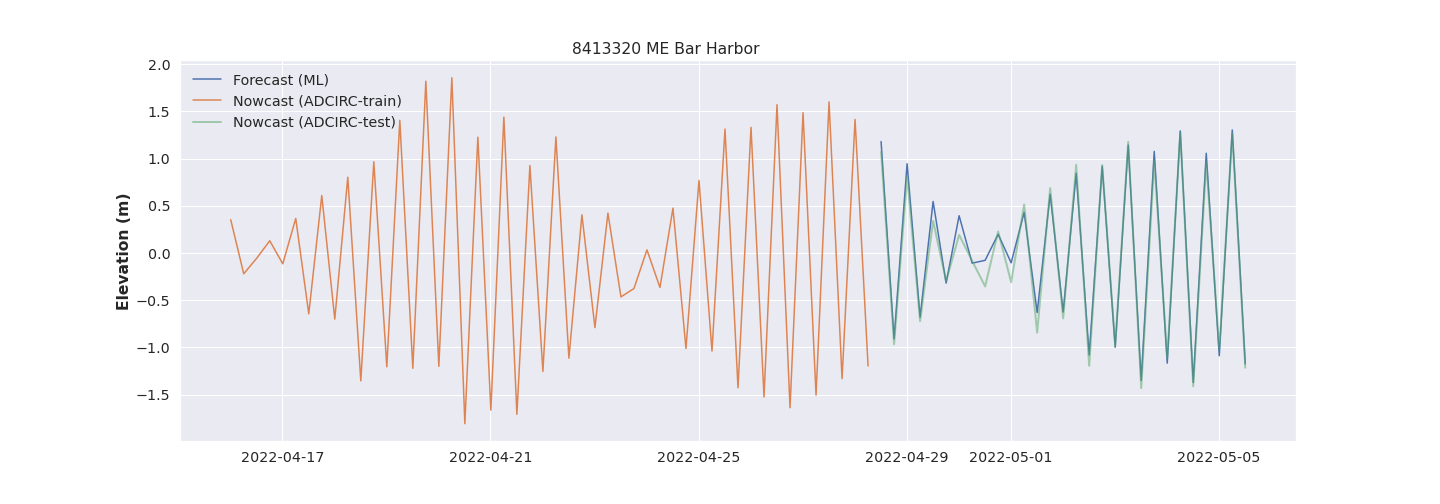 8413320 ME Bar Harbor
Forecast (ML)
Nowcast (ADCIRC-train)
Nowcast (ADCIRC-test)
Elevation (m)
2.0
1.5
1.0
0.5
0.0
−0.5
−1.0
−1.5
2022-04-17 2022-04-21 2022-04-25 2022-04-29 2022-05-01 2022-05-05